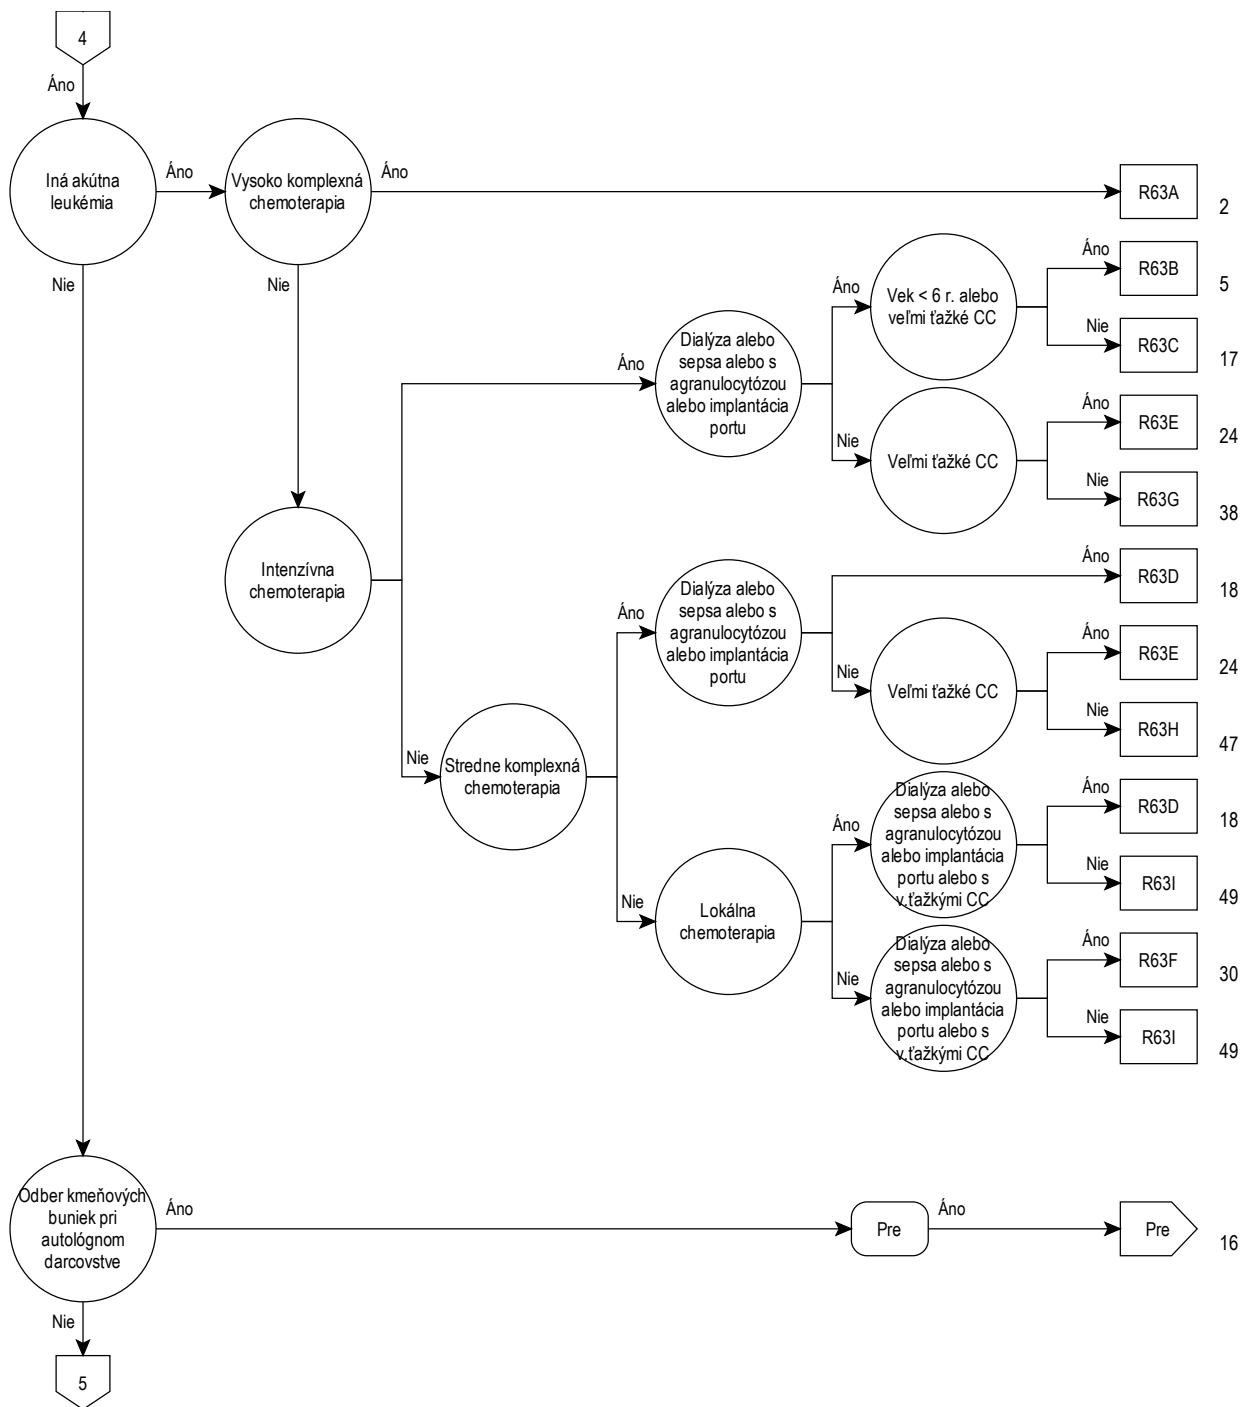 4
Áno
Iná akútna
leukémia
Áno
Vysoko komplexná
chemoterapia
Áno
R63A
2
Nie
Nie
Áno
Dialýza alebo
sepsa alebo s
agranulocytózou
alebo implantácia
portu
Áno
Vek < 6 r. alebo
veľmi ťažké CC
Áno
R63B
5
Nie
R63C
17
Nie
Veľmi ťažké CC
Áno
R63E
24
Nie
R63G
38
Intenzívna
chemoterapia
Nie
Stredne komplexná
chemoterapia
Áno
Dialýza alebo
sepsa alebo s
agranulocytózou
alebo implantácia
portu
Áno
R63D
18
Nie
Veľmi ťažké CC
Áno
R63E
24
Nie
R63H
47
Nie
Lokálna
chemoterapia
Áno
Dialýza alebo
sepsa alebo s
agranulocytózou
alebo implantácia
portu alebo s
v.ťažkými CC
Áno
R63D
18
Nie
R63I
49
Nie
Dialýza alebo
sepsa alebo s
agranulocytózou
alebo implantácia
portu alebo s
v.ťažkými CC
Áno
R63F
30
Nie
R63I
49
Odber kmeňových
buniek pri
autológnom
darcovstve
Áno
Pre
Áno
Pre
16
Nie
5